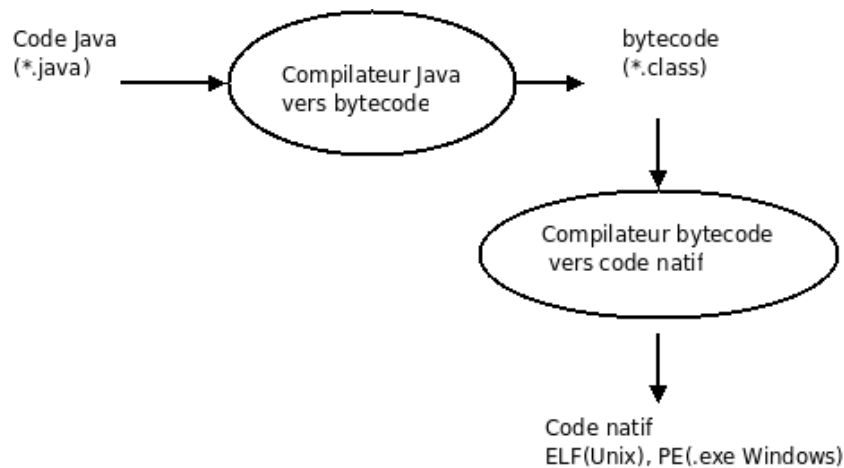 Code Java
(*.java)
Compilateur Java
vers bytecode
bytecode
(*.class)
Compilateur bytecode
vers code natif
Code natif
ELF(Unix), PE(.exe Windows)